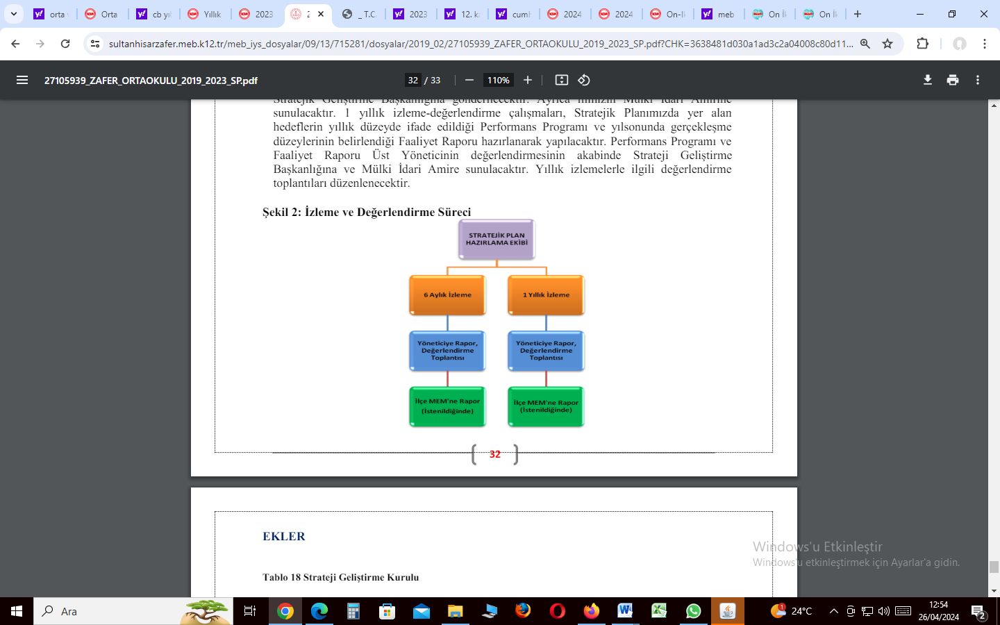 orta
Orta
cb yı
Yıllık
2023
_ T.C.
2023
12. k
cumh
2024
2024
On-İl
meb
On İl
On İl
sultanhisarzafer.meb.k12.tr/meb_iys_dosyalar/09/13/715281/dosyalar/2019_02/27105939_ZAFER_ORTAOKULU_2019_2023_SP.pdf?CHK=3638481d030a1ad3c2a04008c80d11...
27105939_ZAFER_ORTAOKULU_2019_2023_SP.pdf
32 / 33
110%
Stratejik Geliştirme Başkanlığına gönderilecektir. Ayrıca ilimizin Mülki İdari Amirine
sunulacaktır. 1 yıllık izleme-değerlendirme çalışmaları, Stratejik Planımızda yer alan
hedeflerin yıllık düzeyde ifade edildiği Performans Programı ve yılsonunda gerçekleşme
düzeylerinin belirlendiği Faaliyet Raporu hazırlanarak yapılacaktır. Performans Programı ve
Faaliyet Raporu Üst Yöneticinin değerlendirmesinin akabinde Strateji Geliştirme
Başkanlığına ve Mülki İdari Amire sunulacaktır. Yıllık izlemelerle ilgili değerlendirme
toplantıları düzenlenecektir.
Şekil 2: İzleme ve Değerlendirme Süreci
STRATEJİK PLAN
HAZIRLAMA EKİBİ
6 Aylık İzleme
1 Yıllık İzleme
Yöneticiye Rapor,
Değerlendirme
Toplantısı
Yöneticiye Rapor,
Değerlendirme
Toplantısı
İlçe MEM'ne Rapor
(İstenildiğinde)
İlçe MEM'ne Rapor
(İstenildiğinde)
32
EKLER
Tablo 18 Strateji Geliştirme Kurulu
Windows'u Etkinleştir
Windows'u etkinleştirmek için Ayarlar'a gidin.
Ara
1
24°C
12:54
26/04/2024
2